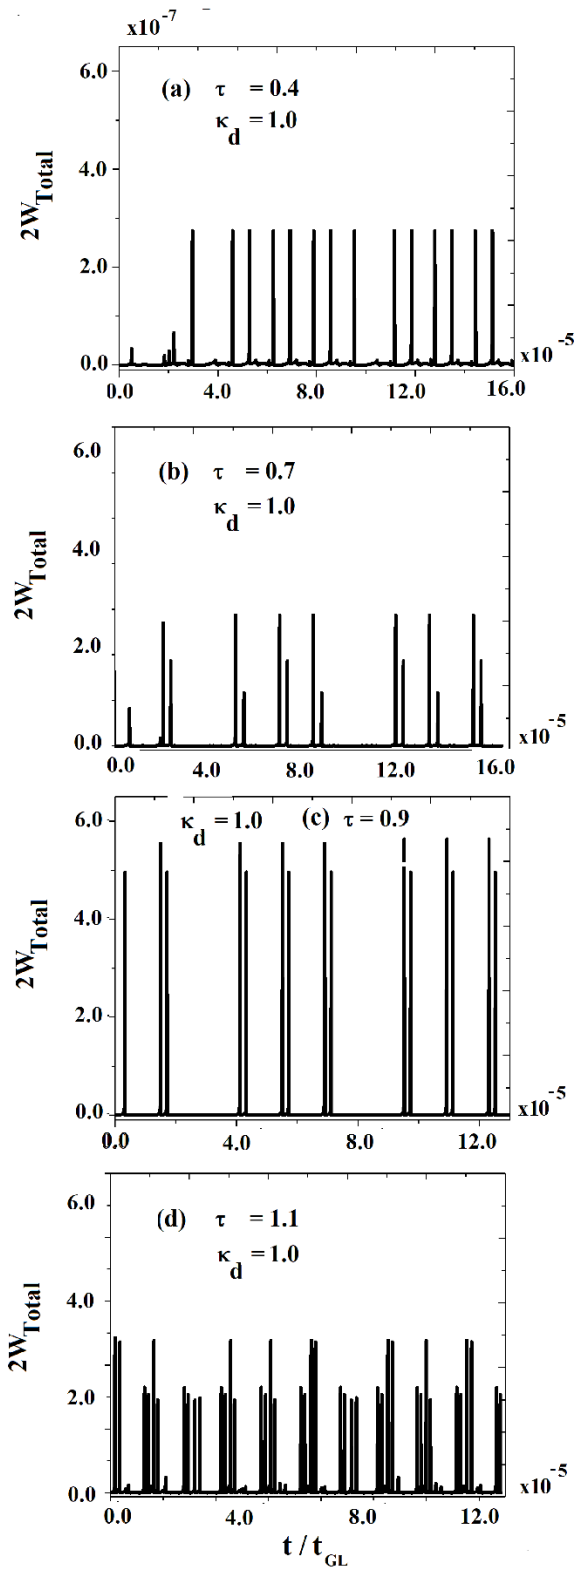 x10⁻⁷
6.0
(a) τ = 0.4
κd = 1.0
4.0
2WTotal
2.0
0.0
x10 -5
0.0 4.0 8.0 12.0 16.0
6.0
(b) τ = 0.7
κd = 1.0
4.0
2WTotal
2.0
0.0
x10-5
0.0 4.0 8.0 12.0 16.0
6.0
κd = 1.0 (c) τ = 0.9
4.0
2WTotal
2.0
0.0
x10-5
0.0 4.0 8.0 12.0
6.0
(d) τ = 1.1
κd = 1.0
4.0
2WTotal
2.0
0.0
x10-5
0.0 4.0 8.0 12.0
t / tGL